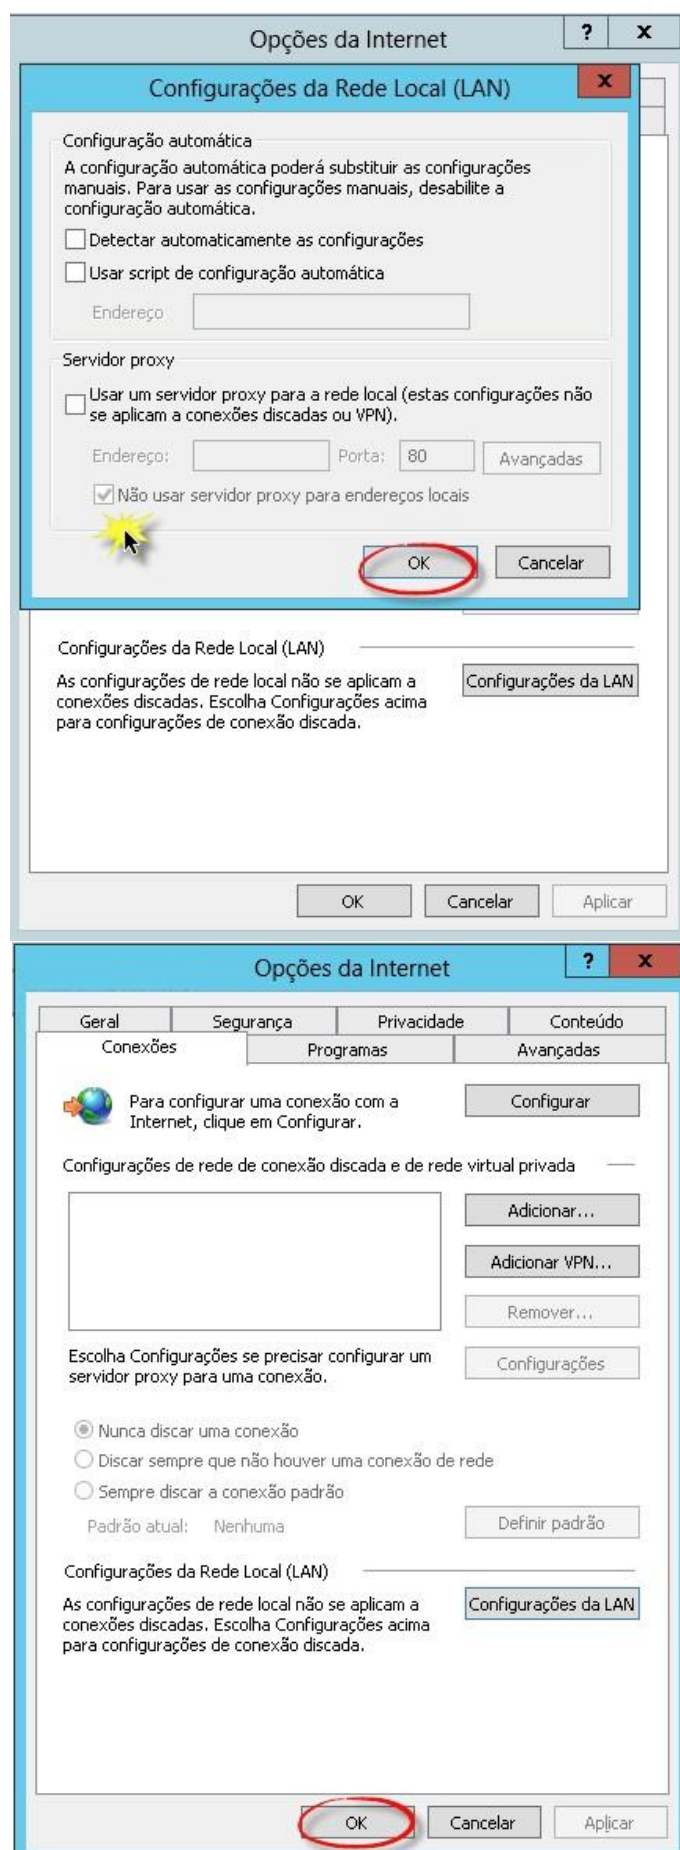 Opções da Internet
?
x
Configurações da Rede Local (LAN)
x
Configuração automática
A configuração automática poderá substituir as configurações
manuais. Para usar as configurações manuais, desabilite a
configuração automática.
Detectar automaticamente as configurações
Usar script de configuração automática
Endereço
Servidor proxy
Usar um servidor proxy para a rede local (estas configurações não
se aplicam a conexões discadas ou VPN).
Endereço: Porta: 80 Avançadas
Não usar servidor proxy para endereços locais
OK Cancelar
Configurações da Rede Local (LAN)
As configurações de rede local não se aplicam a
conexões discadas. Escolha Configurações acima
para configurações de conexão discada.
Configurações da LAN
OK Cancelar Aplicar
Opções da Internet
?
x
Geral Segurança Privacidade Conteúdo
Conexões Programas Avançadas
Para configurar uma conexão com a
Internet, clique em Configurar.
Configurar
Configurações de rede de conexão discada e de rede virtual privada
Adicionar...
Adicionar VPN...
Remover...
Escolha Configurações se precisar configurar um
servidor proxy para uma conexão.
Configurações
Nunca discar uma conexão
Discar sempre que não houver uma conexão de rede
Sempre discar a conexão padrão
Padrão atual: Nenhuma Definir padrão
Configurações da Rede Local (LAN)
As configurações de rede local não se aplicam a
conexões discadas. Escolha Configurações acima
para configurações de conexão discada.
Configurações da LAN
OK Cancelar Aplicar